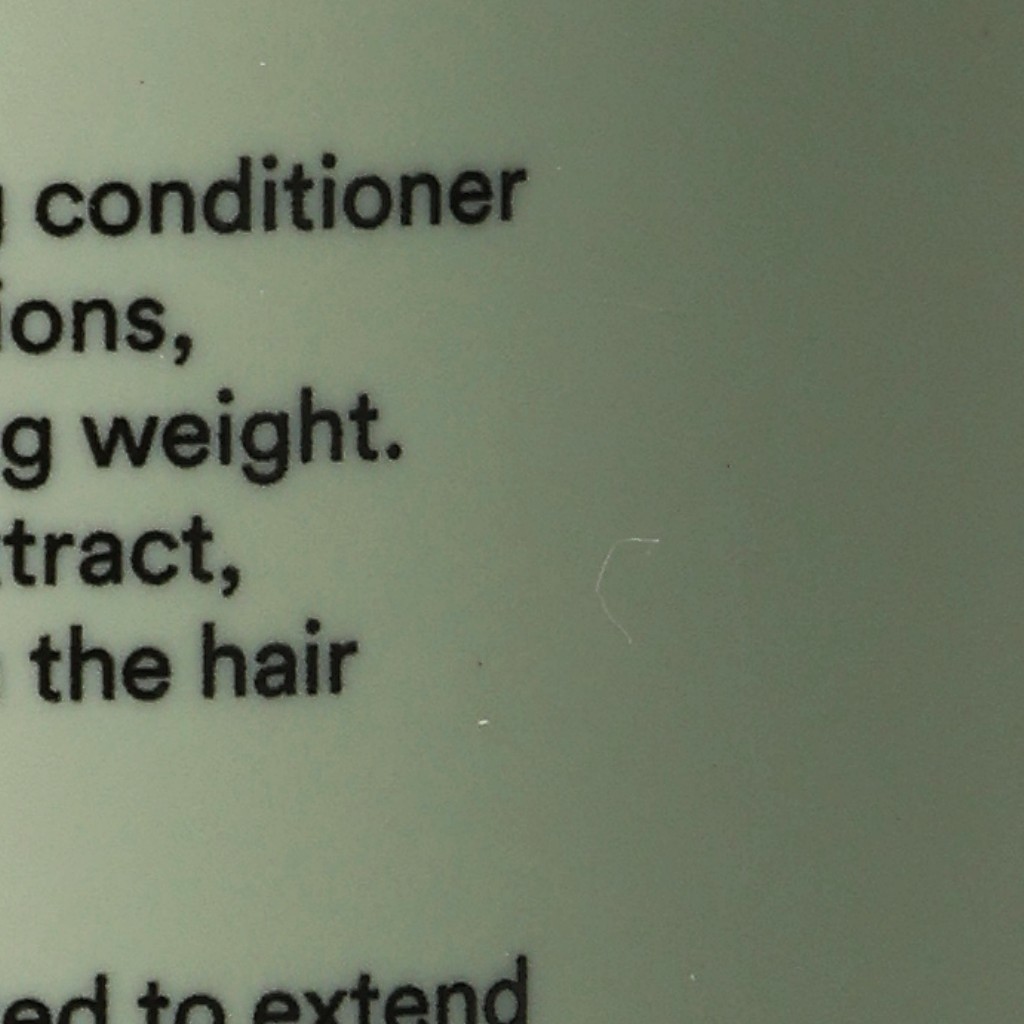 conditioner
ions,
g weight.
tract,
the hair
ed to extend